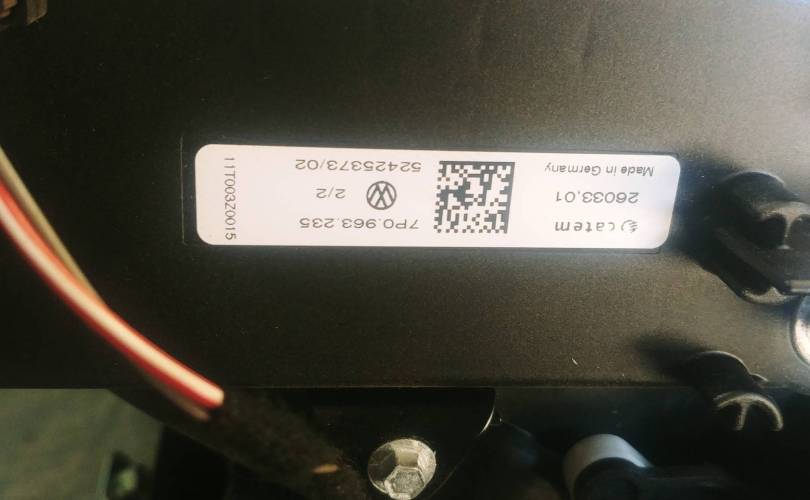 catem
26033.01
Made in Germany
7P0.963.235
2/2
52425373/02
11T003Z0015